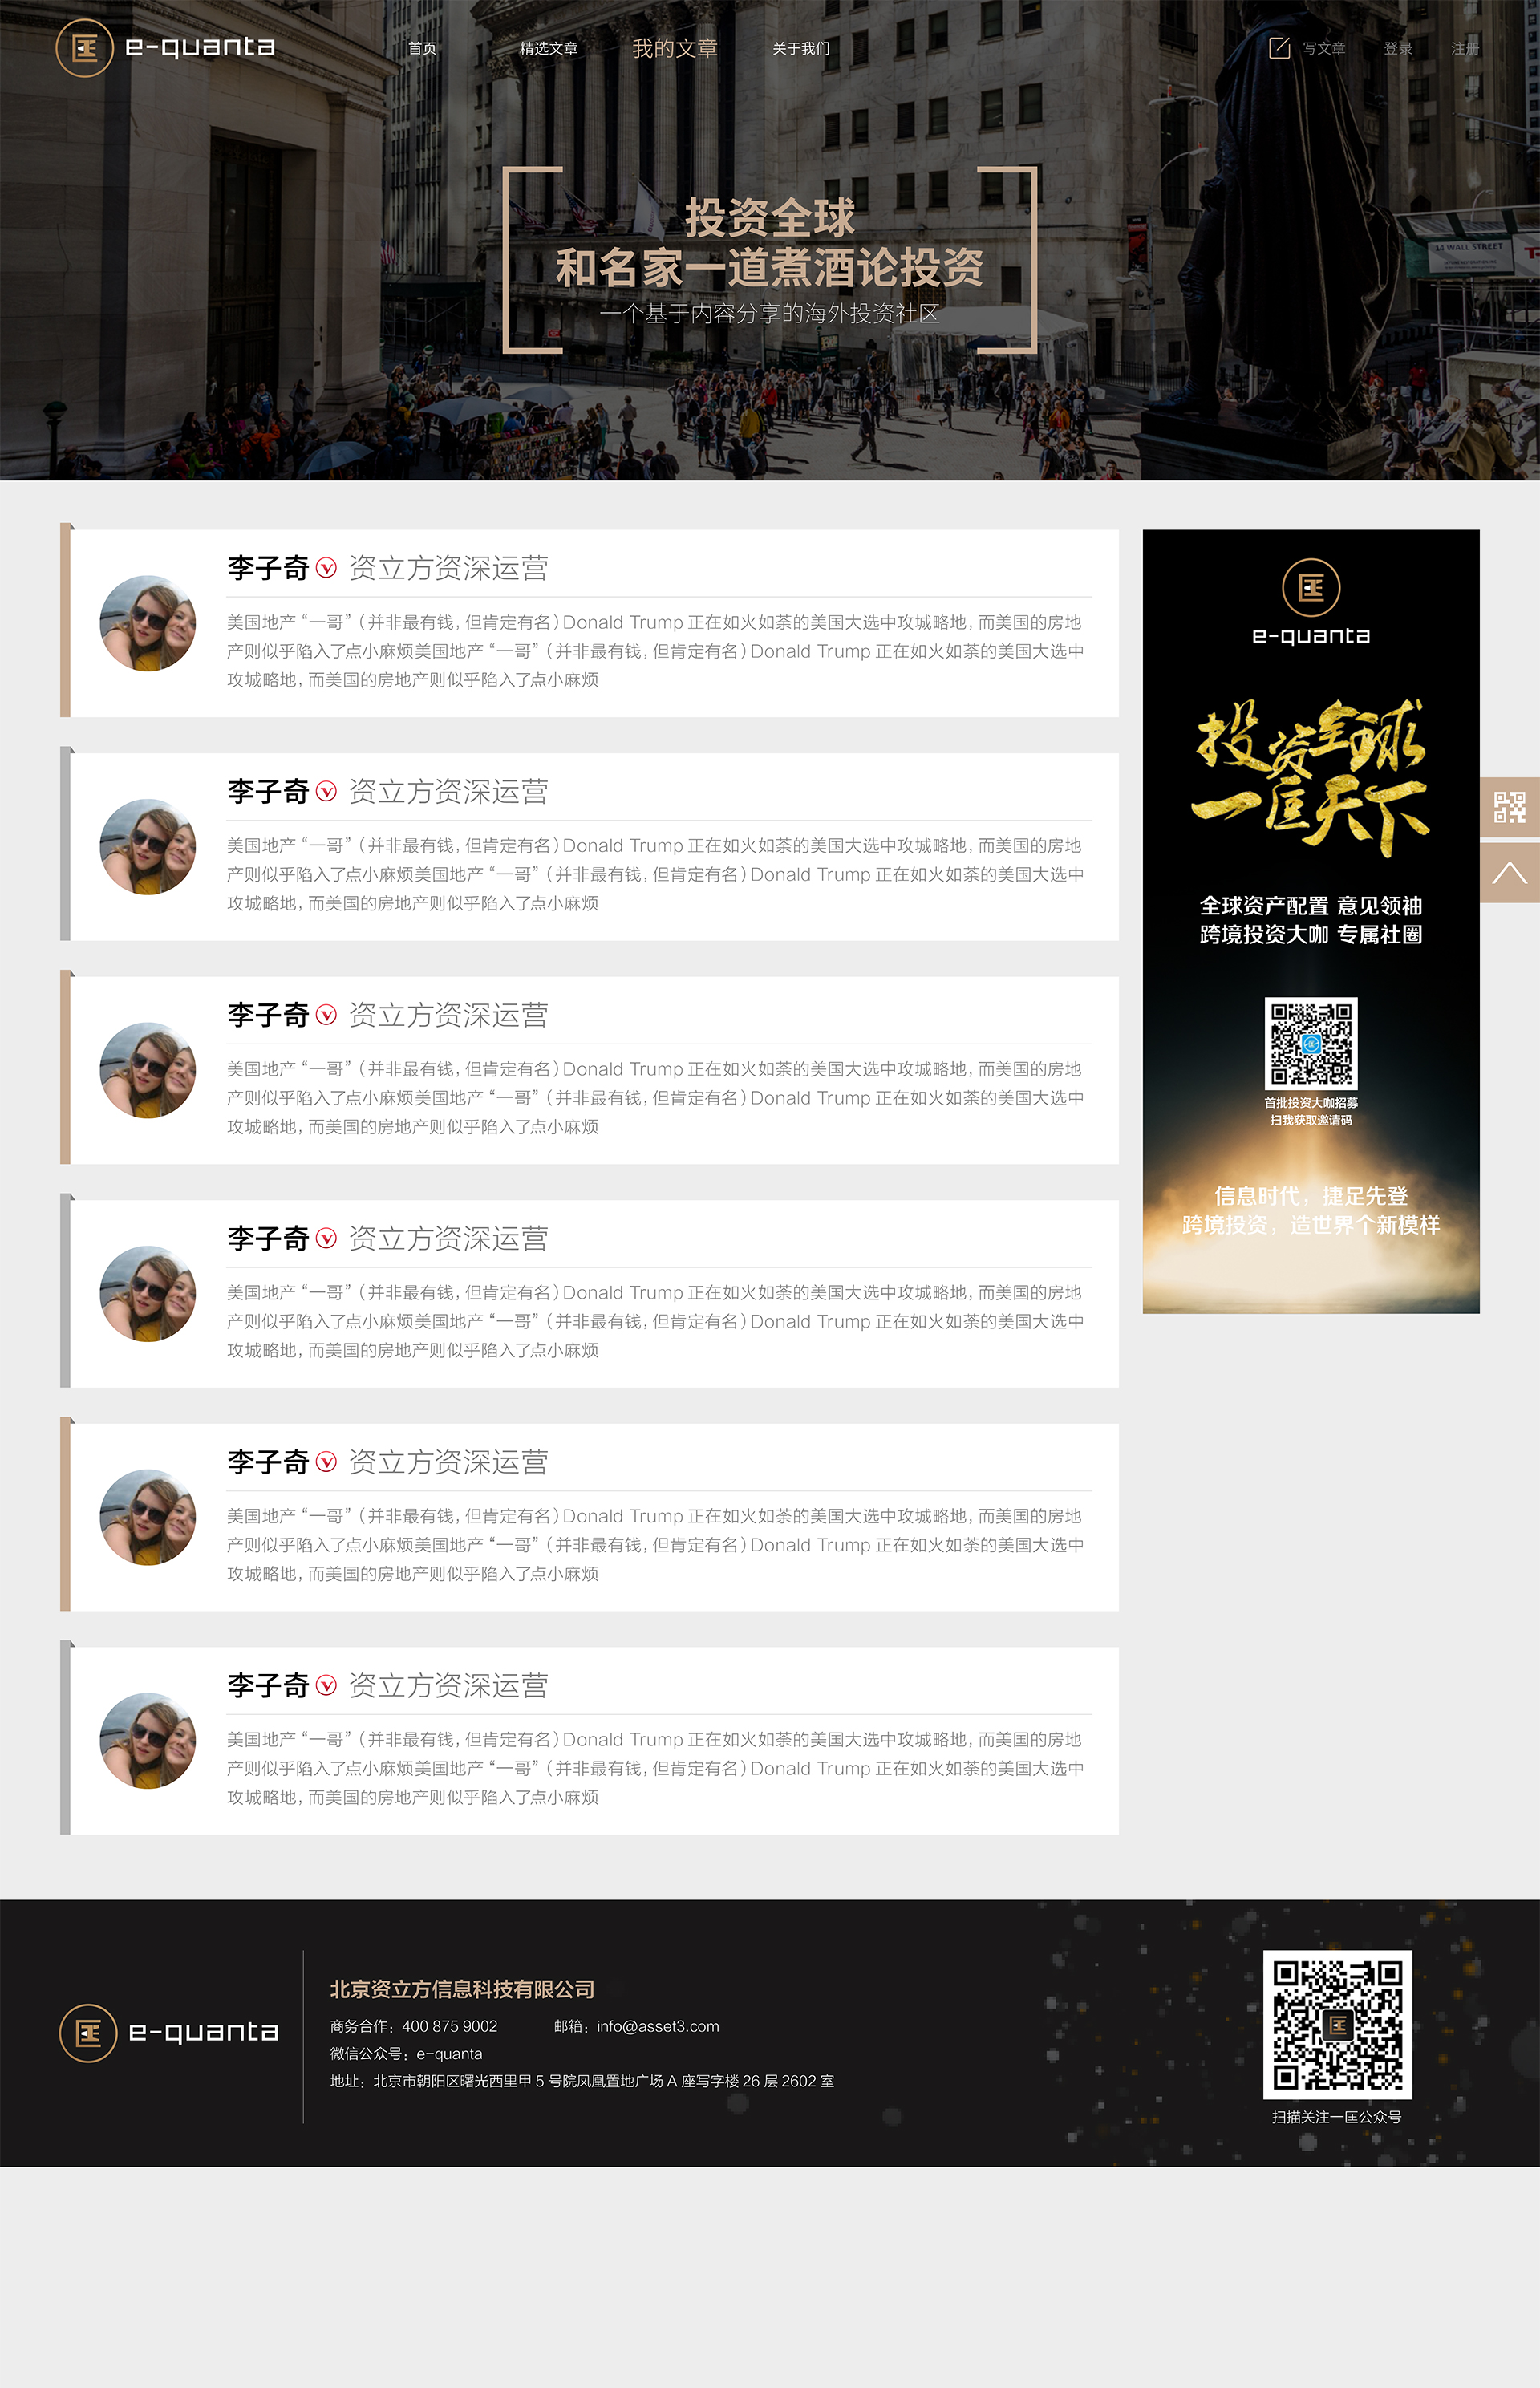 e-quanta
首页 精选文章 我的文章 关于我们 写文章 登录 注册
14 WALL STREET
投资全球
和名家一道煮酒论投资
一个基于内容分享的海外投资社区
李子奇 资立方资深运营
美国地产“一哥”（并非最有钱，但肯定有名）Donald Trump 正在如火如荼的美国大选中攻城略地，而美国的房地
产则似乎陷入了点小麻烦美国地产“一哥”（并非最有钱，但肯定有名）Donald Trump 正在如火如荼的美国大选中
攻城略地，而美国的房地产则似乎陷入了点小麻烦
李子奇 资立方资深运营
美国地产“一哥”（并非最有钱，但肯定有名）Donald Trump 正在如火如荼的美国大选中攻城略地，而美国的房地
产则似乎陷入了点小麻烦美国地产“一哥”（并非最有钱，但肯定有名）Donald Trump 正在如火如荼的美国大选中
攻城略地，而美国的房地产则似乎陷入了点小麻烦
李子奇 资立方资深运营
美国地产“一哥”（并非最有钱，但肯定有名）Donald Trump 正在如火如荼的美国大选中攻城略地，而美国的房地
产则似乎陷入了点小麻烦美国地产“一哥”（并非最有钱，但肯定有名）Donald Trump 正在如火如荼的美国大选中
攻城略地，而美国的房地产则似乎陷入了点小麻烦
李子奇 资立方资深运营
美国地产“一哥”（并非最有钱，但肯定有名）Donald Trump 正在如火如荼的美国大选中攻城略地，而美国的房地
产则似乎陷入了点小麻烦美国地产“一哥”（并非最有钱，但肯定有名）Donald Trump 正在如火如荼的美国大选中
攻城略地，而美国的房地产则似乎陷入了点小麻烦
李子奇 资立方资深运营
美国地产“一哥”（并非最有钱，但肯定有名）Donald Trump 正在如火如荼的美国大选中攻城略地，而美国的房地
产则似乎陷入了点小麻烦美国地产“一哥”（并非最有钱，但肯定有名）Donald Trump 正在如火如荼的美国大选中
攻城略地，而美国的房地产则似乎陷入了点小麻烦
李子奇 资立方资深运营
美国地产“一哥”（并非最有钱，但肯定有名）Donald Trump 正在如火如荼的美国大选中攻城略地，而美国的房地
产则似乎陷入了点小麻烦美国地产“一哥”（并非最有钱，但肯定有名）Donald Trump 正在如火如荼的美国大选中
攻城略地，而美国的房地产则似乎陷入了点小麻烦
e-quanta
投资全球
一匡天下
全球资产配置 意见领袖
跨境投资大咖 专属社圈
首批投资大咖招募
扫我获取邀请码
信息时代，捷足先登
跨境投资，造世界个新模样
e-quanta
北京资立方信息科技有限公司
商务合作：400 875 9002 邮箱：info@asset3.com
微信公众号：e-quanta
地址：北京市朝阳区曙光西里甲 5 号院凤凰置地广场 A 座写字楼 26 层 2602 室
扫描关注一匡公众号